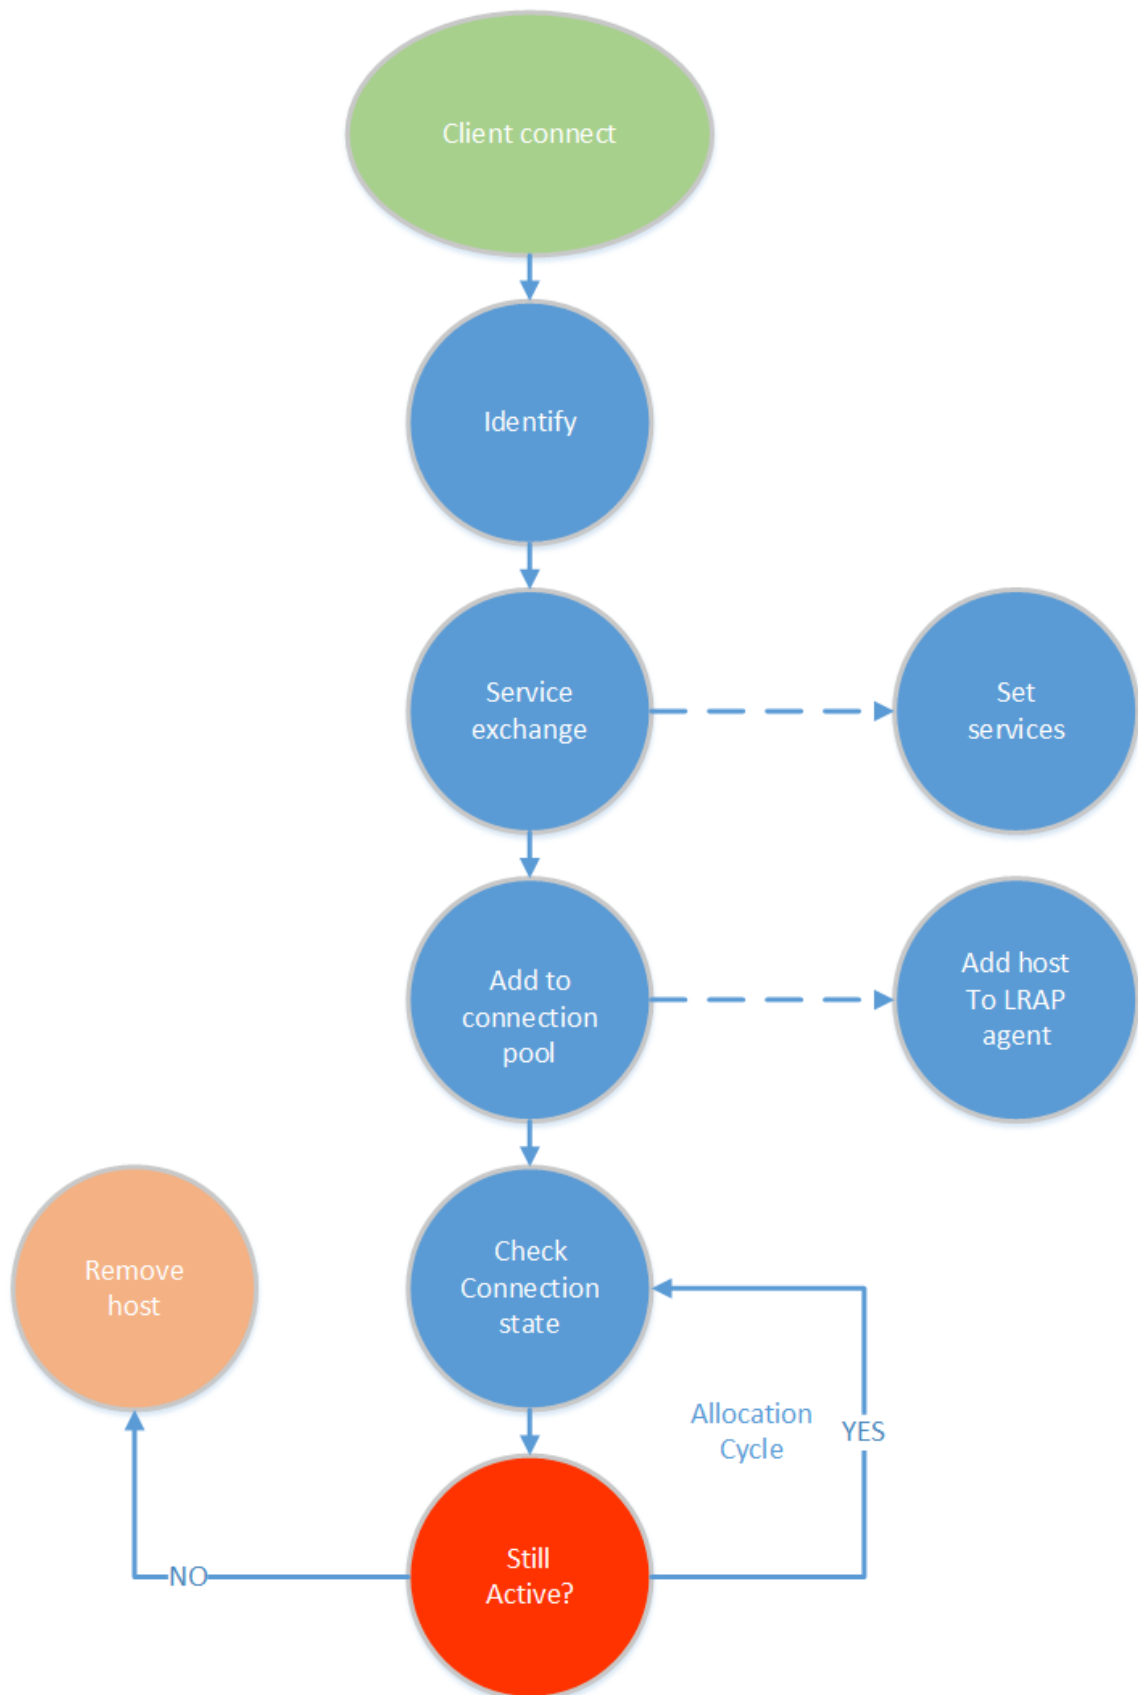 Client connect
Identify
Service
exchange
Set
services
Add to
connection
pool
Add host
To LRAP
agent
Remove
host
Check
Connection
state
Allocation
Cycle
YES
Still
Active?
NO